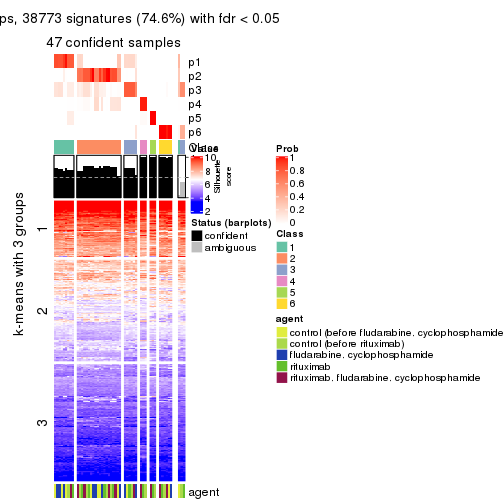 ps, 38773 signatures (74.6%) with fdr < 0.05
47 confident samples
p1
p2
p3
p4
p5
p6
Class
Value
10
8
6
4
2
Silhouette
score
Status (barplots)
confident
ambiguous
Prob
1
0.8
0.6
0.4
0.2
0
Class
1
2
3
4
5
6
agent
control (before fludarabine, cyclophosphamide
control (before rituximab)
fludarabine, cyclophosphamide
rituximab
rituximab, fludarabine, cyclophosphamide
k-means with 3 groups
1
2
3
agent